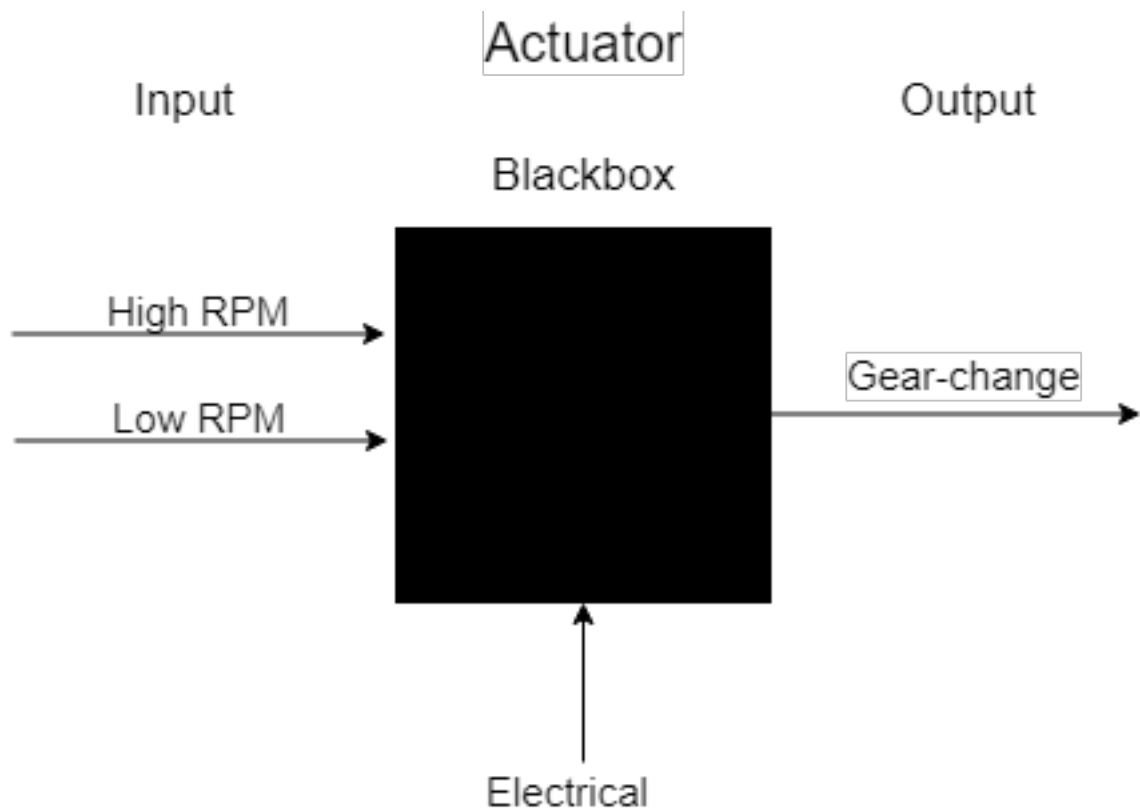 Actuator
Input
Output
Blackbox
High RPM
Low RPM
Gear-change
Electrical